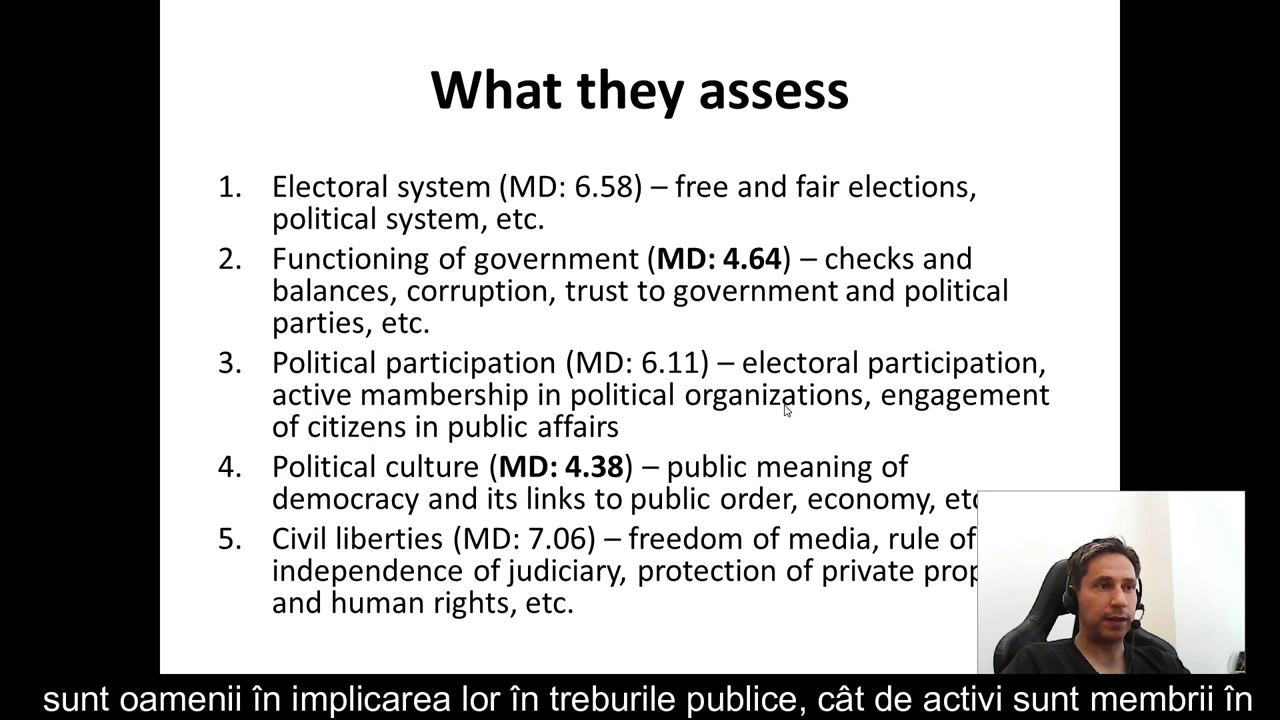 What they assess
1. Electoral system (MD: 6.58) – free and fair elections,
political system, etc.
2. Functioning of government (MD: 4.64) – checks and
balances, corruption, trust to government and political
parties, etc.
3. Political participation (MD: 6.11) – electoral participation,
active mambership in political organizations, engagement
of citizens in public affairs
4. Political culture (MD: 4.38) – public meaning of
democracy and its links to public order, economy,
5. Civil liberties (MD: 7.06) – freedom of media, rule of
independence of judiciary, protection of private
and human rights, etc.
sunt oamenii în implicarea lor în treburile publice, cât de activi sunt membrii în